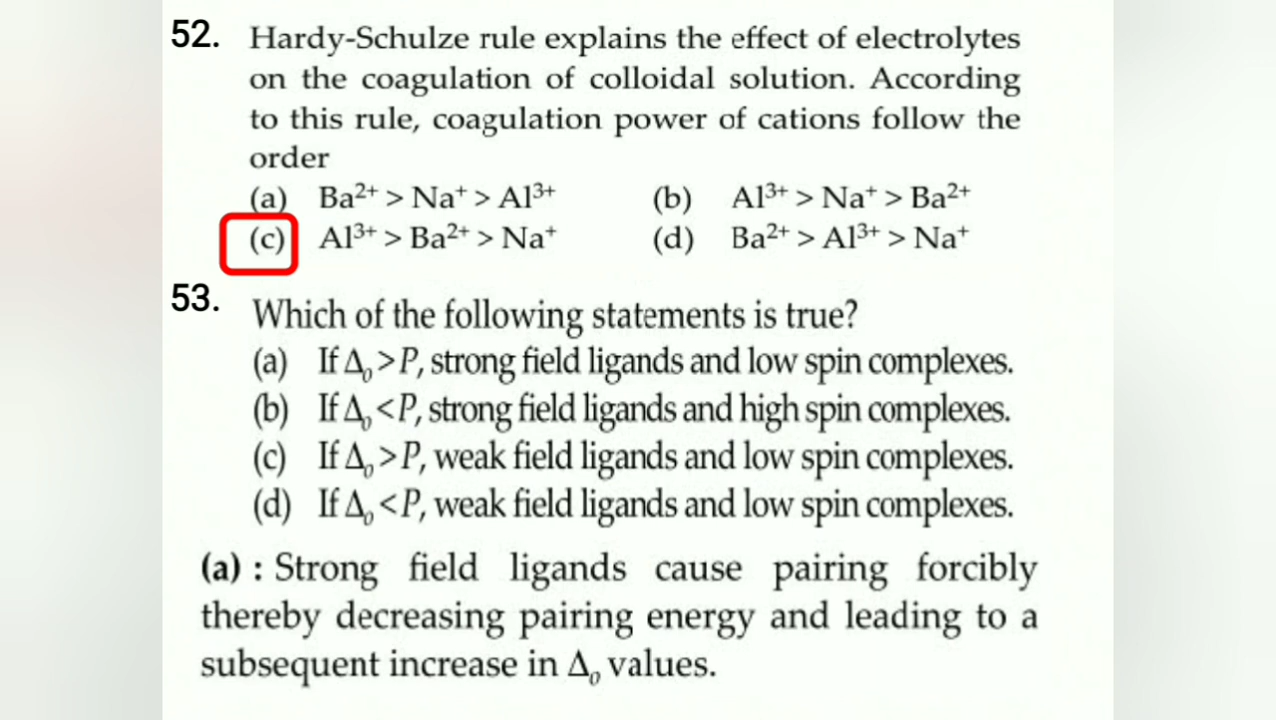 52. Hardy-Schulze rule explains the effect of electrolytes
on the coagulation of colloidal solution. According
to this rule, coagulation power of cations follow the
order
(a) Ba²⁺ > Na⁺ > Al³⁺ (b) Al³⁺ > Na⁺ > Ba²⁺
(c) Al³⁺ > Ba²⁺ > Na⁺ (d) Ba²⁺ > Al³⁺ > Na⁺
53. Which of the following statements is true?
(a) If Δₒ > P, strong field ligands and low spin complexes.
(b) If Δₒ < P, strong field ligands and high spin complexes.
(c) If Δₒ > P, weak field ligands and low spin complexes.
(d) If Δₒ < P, weak field ligands and low spin complexes.
(a) : Strong field ligands cause pairing forcibly
thereby decreasing pairing energy and leading to a
subsequent increase in Δₒ values.